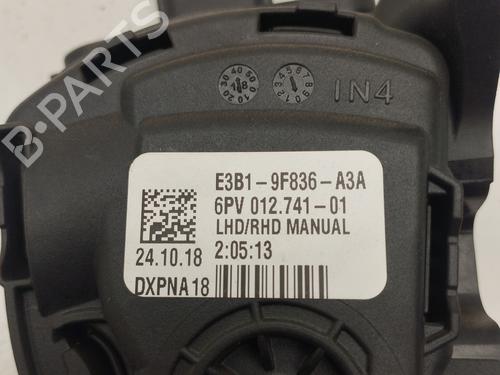 IN4
E3B1-9F836-A3A
6PV 012.741-01
LHD/RHD MANUAL
24.10.18 2:05:13
DXPNA18
B-PARTS